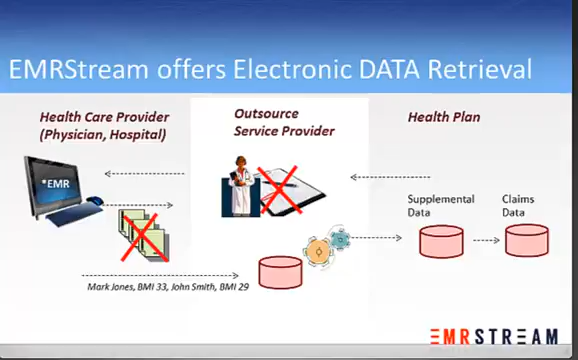 EMRStream offers Electronic DATA Retrieval
Health Care Provider
(Physician, Hospital)
Outsource
Service Provider
Health Plan
*EMR
Supplemental
Data
Claims
Data
Mark Jones, BMI 33, John Smith, BMI 29
EMRSTREAM